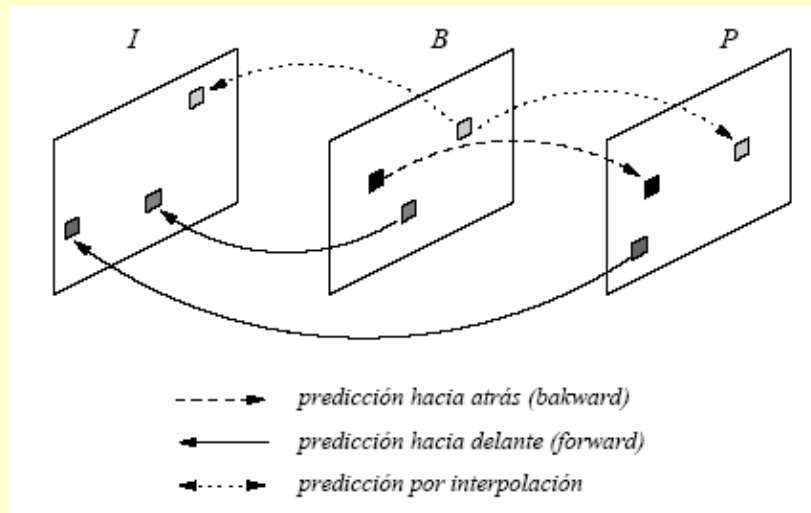 I B P
predicción hacia atrás (bakward)
predicción hacia delante (forward)
predicción por interpolación